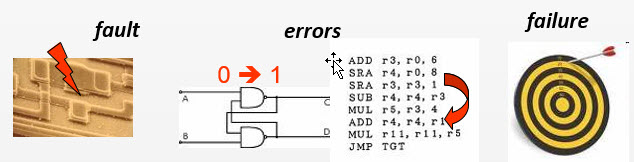 fault
errors
failure
0 ➔ 1
A
B
C
D
ADD r3, r0, 6
SRA r4, r0, 8
SRA r3, r3, 1
SUB r4, r4, r3
MUL r5, r3, 4
ADD r4, r4, r1
MUL r11, r11, r5
JMP TGT